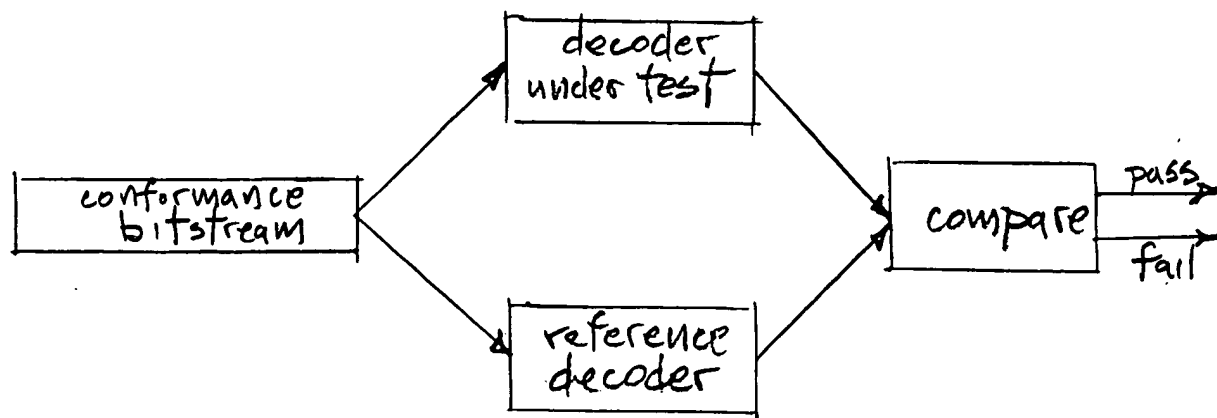 conformance
bitstream
decoder
under test
reference
decoder
compare
pass
fail